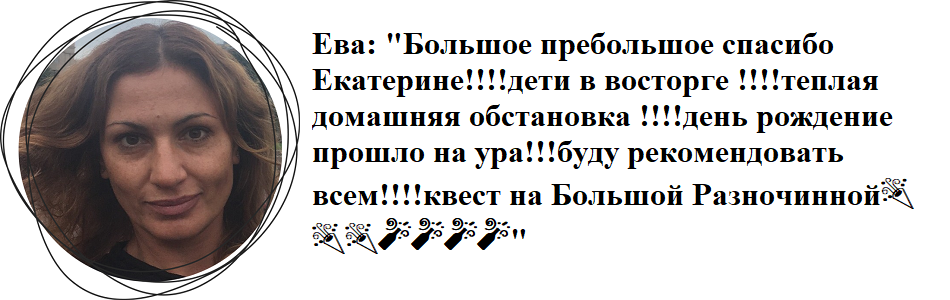 Ева: "Большое пребольшое спасибо
Екатерине!!!!дети в восторге !!!!теплая
домашняя обстановка !!!!день рождение
прошло на ура!!!буду рекомендовать
всем!!!!квест на Большой Разночинной🎉
🎉🎉🍾🍾🍾🍾"